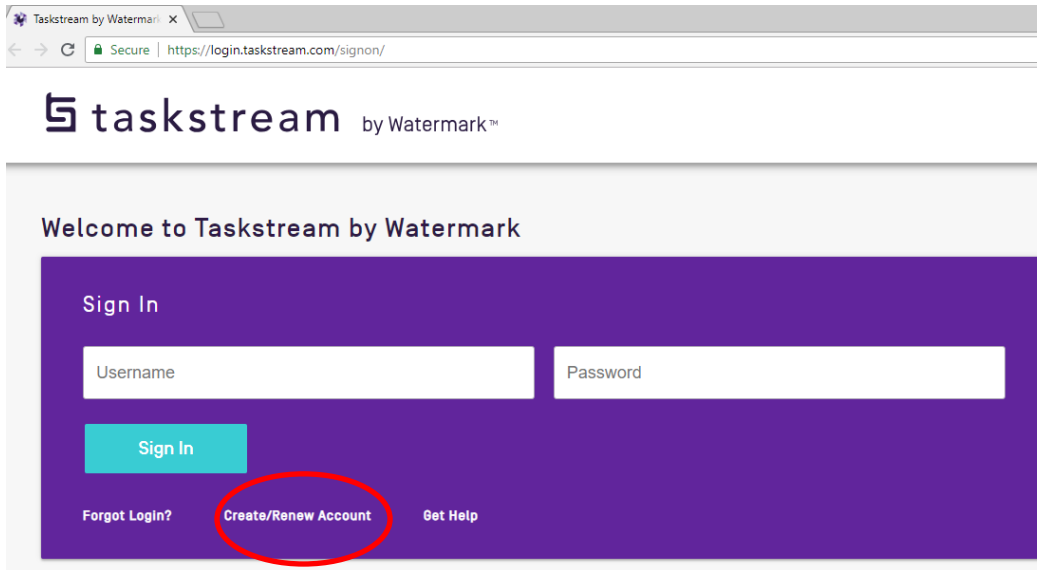 Taskstream by Watermark
Secure | https://login.taskstream.com/signon/
taskstream by Watermark™
Welcome to Taskstream by Watermark
Sign In
Username Password
Sign In
Forgot Login? Create/Renew Account Get Help